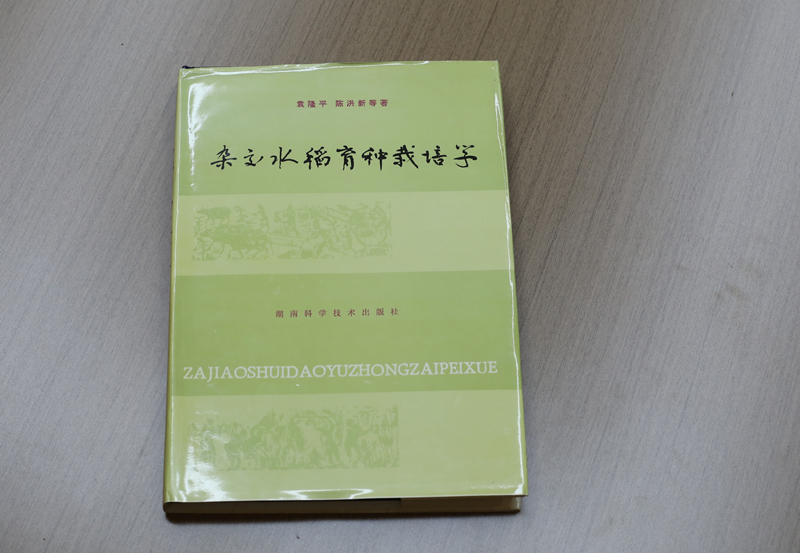 袁隆平 陈洪新等著
杂交水稻育种栽培学
湖南科学技术出版社
ZAJIAOSHUIDAOYUZHONGZAIPEIXUE